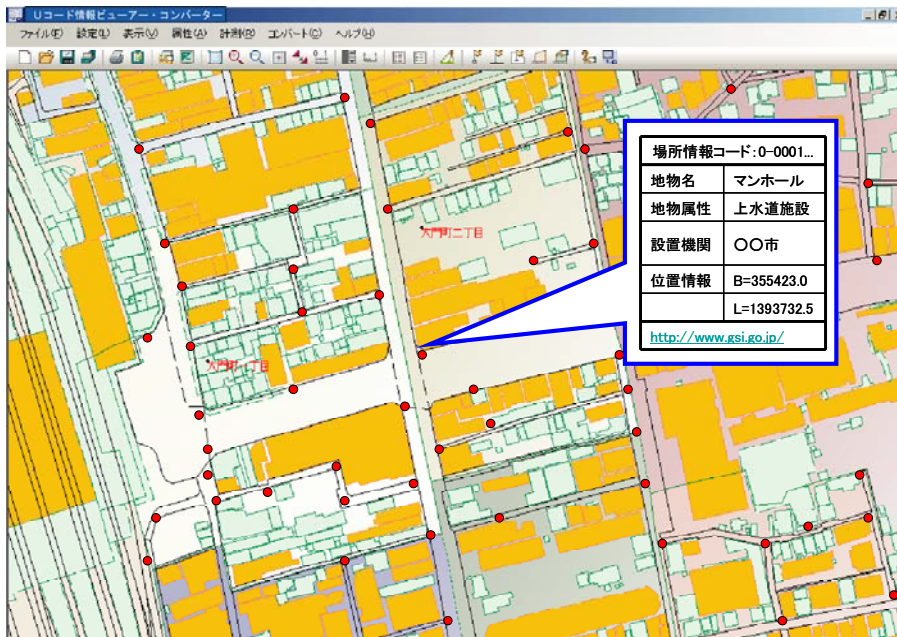 Uコード情報ビューアー・コンバーター
ファイル(F) 設定(L) 表示(V) 属性(A) 計測(R) コンバート(C) ヘルプ(H)
場所情報コード:0-0001...
地物名 マンホール
地物属性 上水道施設
設置機関 〇〇市
位置情報 B=355423.0
L=1393732.5
http://www.gsi.go.jp/
大門町二丁目
大門町一丁目